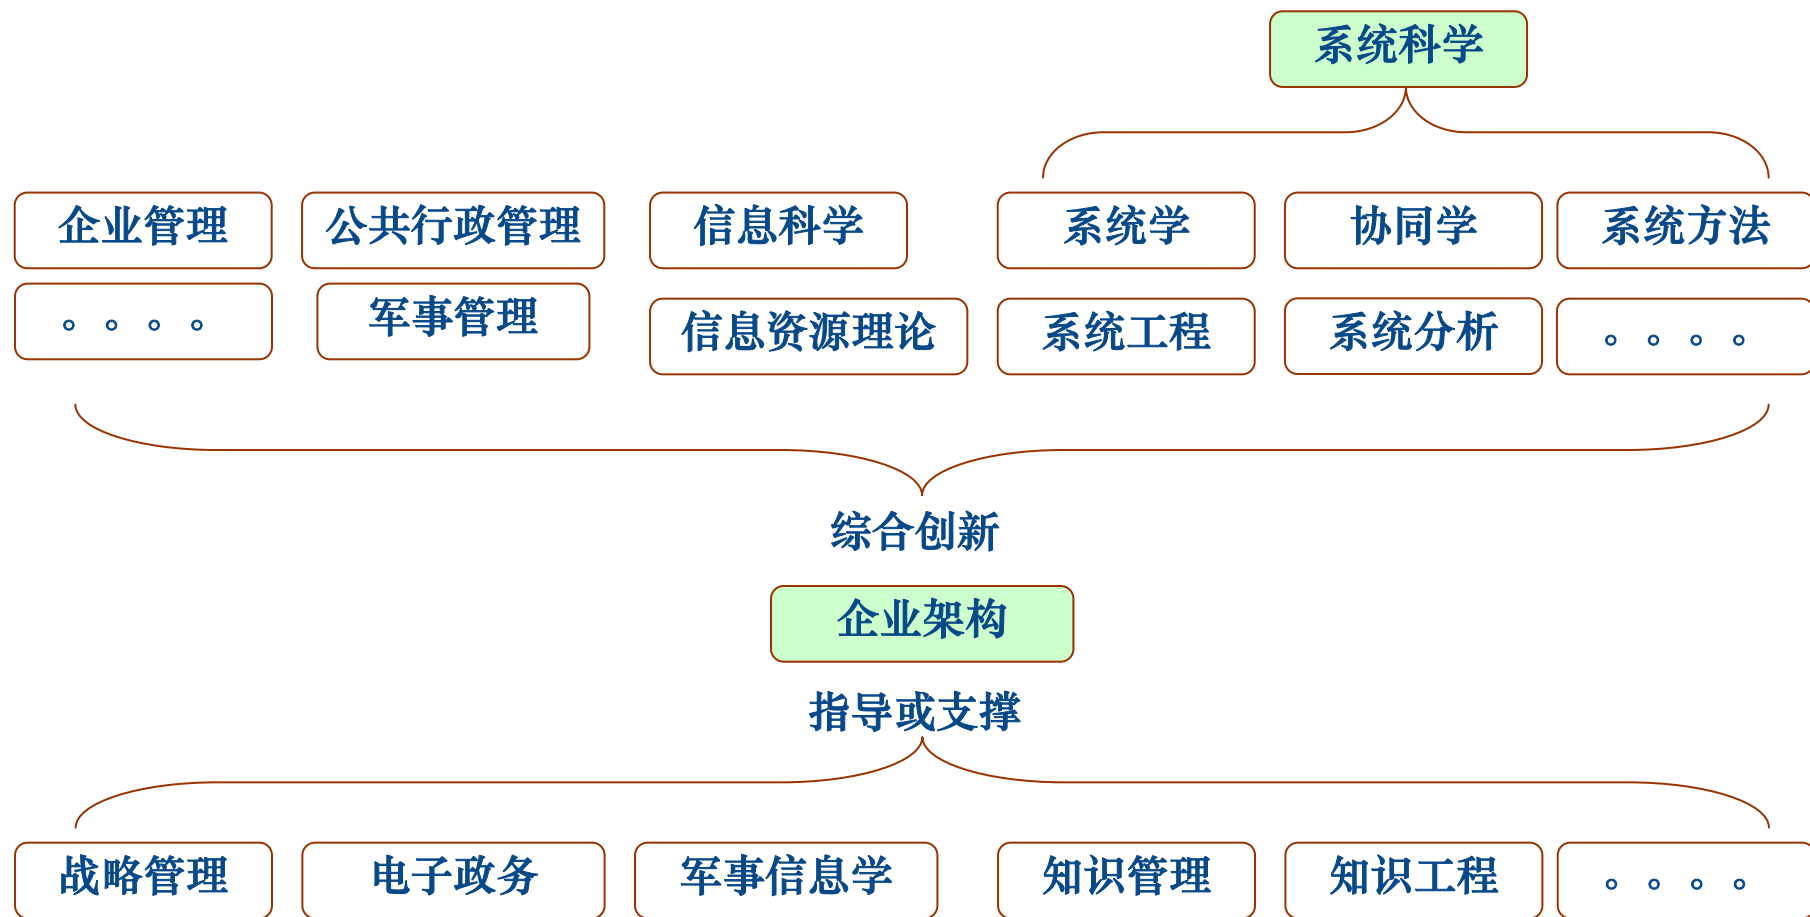 系统科学
企业管理
公共行政管理
信息科学
系统学
协同学
系统方法
。。。。
军事管理
信息资源理论
系统工程
系统分析
。。。。
综合创新
企业架构
指导或支撑
战略管理
电子政务
军事信息学
知识管理
知识工程
。。。。